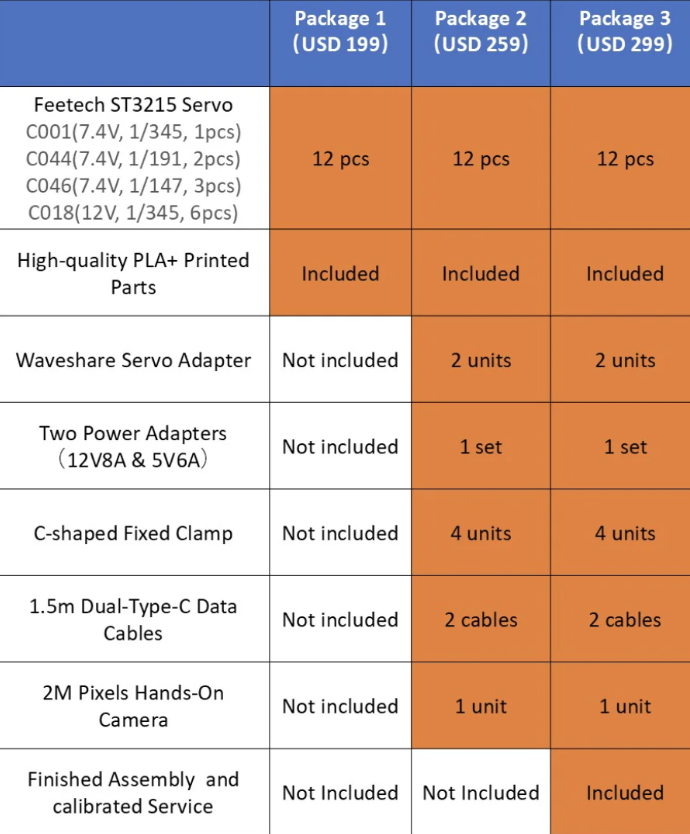 Package 1
（USD 199）
Package 2
（USD 259）
Package 3
（USD 299）
Feetech ST3215 Servo
C001(7.4V, 1/345, 1pcs)
C044(7.4V, 1/191, 2pcs)
C046(7.4V, 1/147, 3pcs)
C018(12V, 1/345, 6pcs)
12 pcs
12 pcs
12 pcs
High-quality PLA+ Printed
Parts
Included
Included
Included
Waveshare Servo Adapter
Not included
2 units
2 units
Two Power Adapters
（12V8A & 5V6A）
Not included
1 set
1 set
C-shaped Fixed Clamp
Not included
4 units
4 units
1.5m Dual-Type-C Data
Cables
Not included
2 cables
2 cables
2M Pixels Hands-On
Camera
Not included
1 unit
1 unit
Finished Assembly and
calibrated Service
Not Included
Not Included
Included